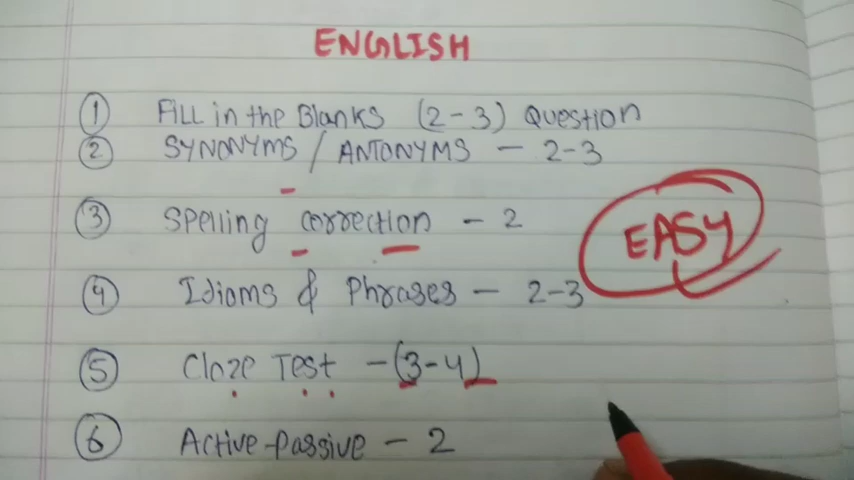 ENGLISH
① Fill in the Blanks (2-3) Question
② SYNONYMS / ANTONYMS - 2-3
③ Spelling correction - 2
EASY
④ Idioms & Phrases - 2-3
⑤ Cloze Test - (3-4)
⑥ Active-passive - 2